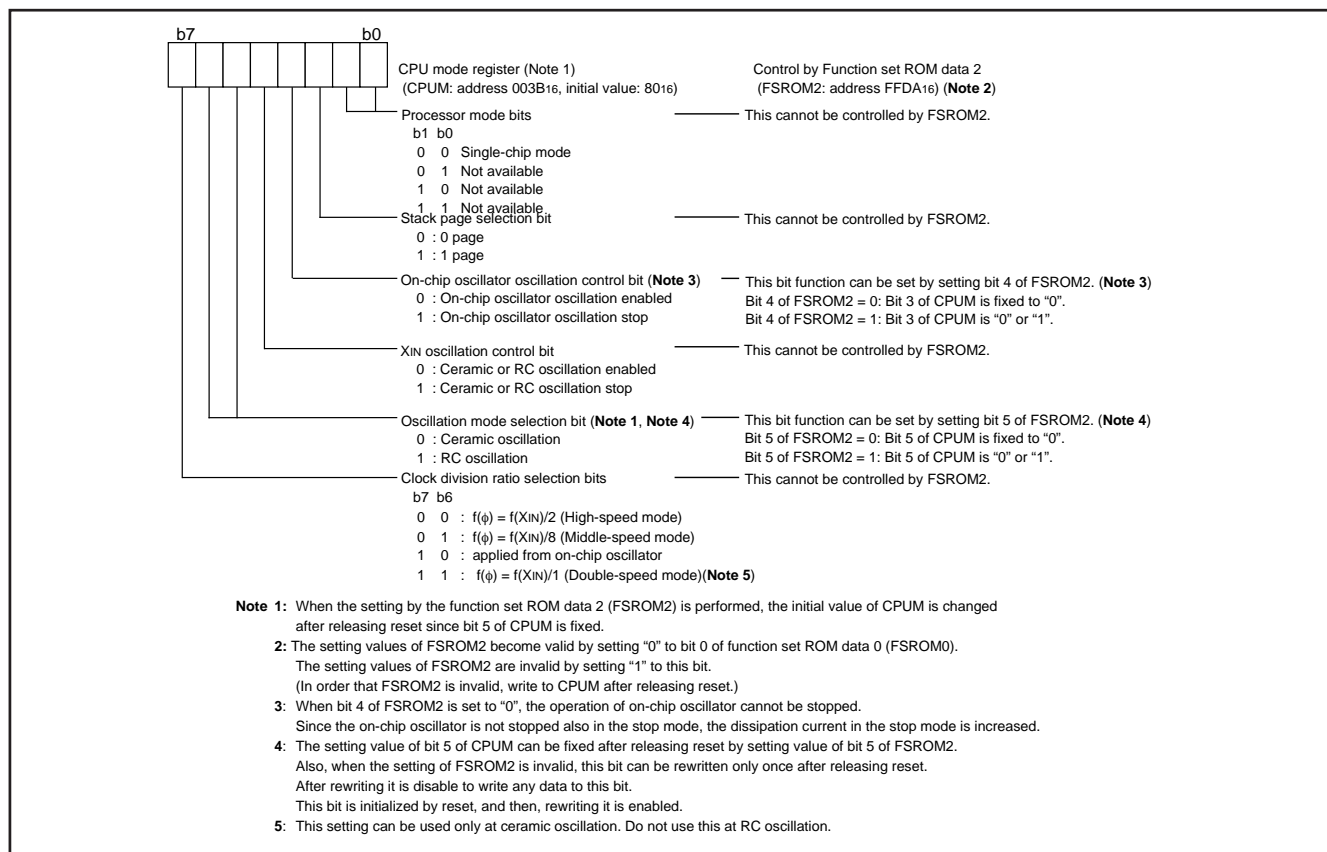 b7 b0
CPU mode register (Note 1)
(CPUM: address 003B16, initial value: 8016)
Control by Function set ROM data 2
(FSROM2: address FFDA16) (Note 2)
Processor mode bits
This cannot be controlled by FSROM2.
b1 b0
0 0 Single-chip mode
0 1 Not available
1 0 Not available
1 1 Not available
Stack page selection bit
This cannot be controlled by FSROM2.
0 : 0 page
1 : 1 page
On-chip oscillator oscillation control bit (Note 3)
This bit function can be set by setting bit 4 of FSROM2. (Note 3)
0 : On-chip oscillator oscillation enabled
Bit 4 of FSROM2 = 0: Bit 3 of CPUM is fixed to “0”.
1 : On-chip oscillator oscillation stop
Bit 4 of FSROM2 = 1: Bit 3 of CPUM is “0” or “1”.
XIN oscillation control bit
This cannot be controlled by FSROM2.
0 : Ceramic or RC oscillation enabled
1 : Ceramic or RC oscillation stop
Oscillation mode selection bit (Note 1, Note 4)
This bit function can be set by setting bit 5 of FSROM2. (Note 4)
0 : Ceramic oscillation
Bit 5 of FSROM2 = 0: Bit 5 of CPUM is fixed to “0”.
1 : RC oscillation
Bit 5 of FSROM2 = 1: Bit 5 of CPUM is “0” or “1”.
Clock division ratio selection bits
This cannot be controlled by FSROM2.
b7 b6
0 0 : f(ϕ) = f(XIN)/2 (High-speed mode)
0 1 : f(ϕ) = f(XIN)/8 (Middle-speed mode)
1 0 : applied from on-chip oscillator
1 1 : f(ϕ) = f(XIN)/1 (Double-speed mode)(Note 5)
Note 1: When the setting by the function set ROM data 2 (FSROM2) is performed, the initial value of CPUM is changed
after releasing reset since bit 5 of CPUM is fixed.
2: The setting values of FSROM2 become valid by setting “0” to bit 0 of function set ROM data 0 (FSROM0).
The setting values of FSROM2 are invalid by setting “1” to this bit.
(In order that FSROM2 is invalid, write to CPUM after releasing reset.)
3: When bit 4 of FSROM2 is set to “0”, the operation of on-chip oscillator cannot be stopped.
Since the on-chip oscillator is not stopped also in the stop mode, the dissipation current in the stop mode is increased.
4: The setting value of bit 5 of CPUM can be fixed after releasing reset by setting value of bit 5 of FSROM2.
Also, when the setting of FSROM2 is invalid, this bit can be rewritten only once after releasing reset.
After rewriting it is disable to write any data to this bit.
This bit is initialized by reset, and then, rewriting it is enabled.
5: This setting can be used only at ceramic oscillation. Do not use this at RC oscillation.